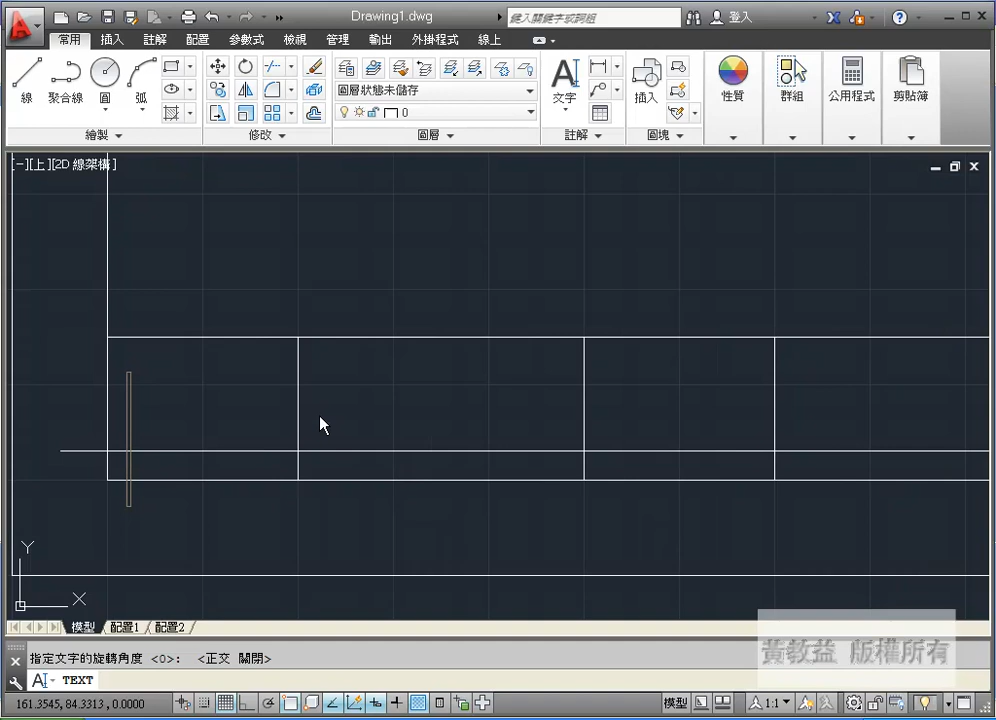 Drawing1.dwg
鍵入關鍵字或詞組
登入
常用 插入 註解 配置 參數式 檢視 管理 輸出 外掛程式 線上
線 聚合線 圓 弧
圖層狀態未儲存
0
文字
插入
性質
群組
公用程式
剪貼簿
繪製 修改 圖層 註解 圖塊
[−][上][2D 線架構]
Y
X
模型 配置1 配置2
指定文字的旋轉角度 <0>: <正交 關閉>
TEXT
黃教益 版權所有
161.3545, 84.3313, 0.0000
模型
1:1